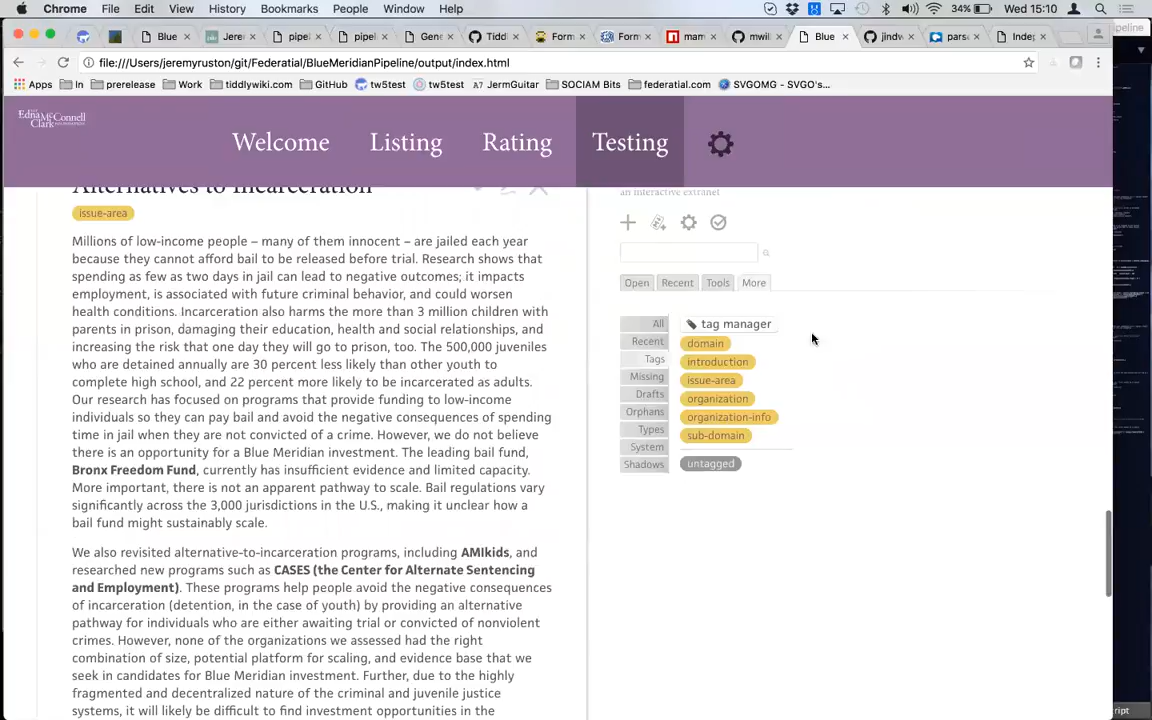 Chrome File Edit View History Bookmarks People Window Help 34% Wed 15:10
Blue Jere pipel pipel Gene Tiddl Form Form mam mwil Blue jindw parse Indep
ipeline
file:///Users/jeremyruston/git/Federatial/BlueMeridianPipeline/output/index.html
Apps In prerelease Work tiddlywiki.com GitHub tw5test tw5test JermGuitar SOCIAM Bits federatial.com SVGOMG - SVGO's...
Edna McConnell
Clark
Welcome Listing Rating Testing
Alternatives to Incarceration
issue-area
Millions of low-income people – many of them innocent – are jailed each year
because they cannot afford bail to be released before trial. Research shows that
spending as few as two days in jail can lead to negative outcomes; it impacts
employment, is associated with future criminal behavior, and could worsen
health conditions. Incarceration also harms the more than 3 million children with
parents in prison, damaging their education, health and social relationships, and
increasing the risk that one day they will go to prison, too. The 500,000 juveniles
who are detained annually are 30 percent less likely than other youth to
complete high school, and 22 percent more likely to be incarcerated as adults.
Our research has focused on programs that provide funding to low-income
individuals so they can pay bail and avoid the negative consequences of spending
time in jail when they are not convicted of a crime. However, we do not believe
there is an opportunity for a Blue Meridian investment. The leading bail fund,
Bronx Freedom Fund, currently has insufficient evidence and limited capacity.
More important, there is not an apparent pathway to scale. Bail regulations vary
significantly across the 3,000 jurisdictions in the U.S., making it unclear how a
bail fund might sustainably scale.
We also revisited alternative-to-incarceration programs, including AMIkids, and
researched new programs such as CASES (the Center for Alternate Sentencing
and Employment). These programs help people avoid the negative consequences
of incarceration (detention, in the case of youth) by providing an alternative
pathway for individuals who are either awaiting trial or convicted of nonviolent
crimes. However, none of the organizations we assessed had the right
combination of size, potential platform for scaling, and evidence base that we
seek in candidates for Blue Meridian investment. Further, due to the highly
fragmented and decentralized nature of the criminal and juvenile justice
systems, it will likely be difficult to find investment opportunities in the
an interactive extranet
Open Recent Tools More
All
Recent
Tags
Missing
Drafts
Orphans
Types
System
Shadows
tag manager
domain
introduction
issue-area
organization
organization-info
sub-domain
untagged
ript